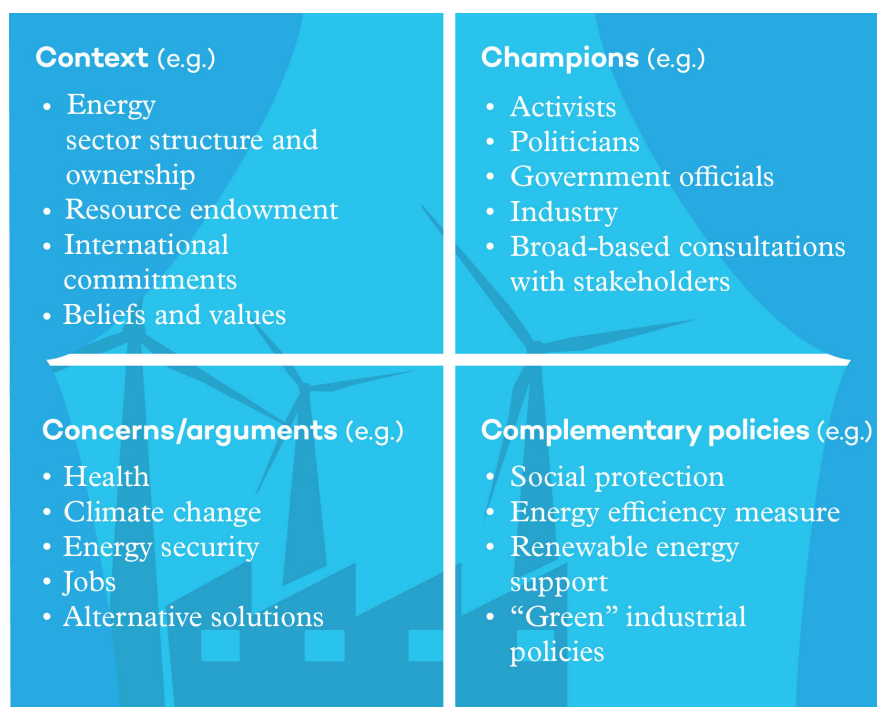 Context (e.g.)
• Energy
sector structure and
ownership
• Resource endowment
• International
commitments
• Beliefs and values
Champions (e.g.)
• Activists
• Politicians
• Government officials
• Industry
• Broad-based consultations
with stakeholders
Concerns/arguments (e.g.)
• Health
• Climate change
• Energy security
• Jobs
• Alternative solutions
Complementary policies (e.g.)
• Social protection
• Energy efficiency measure
• Renewable energy
support
• “Green” industrial
policies